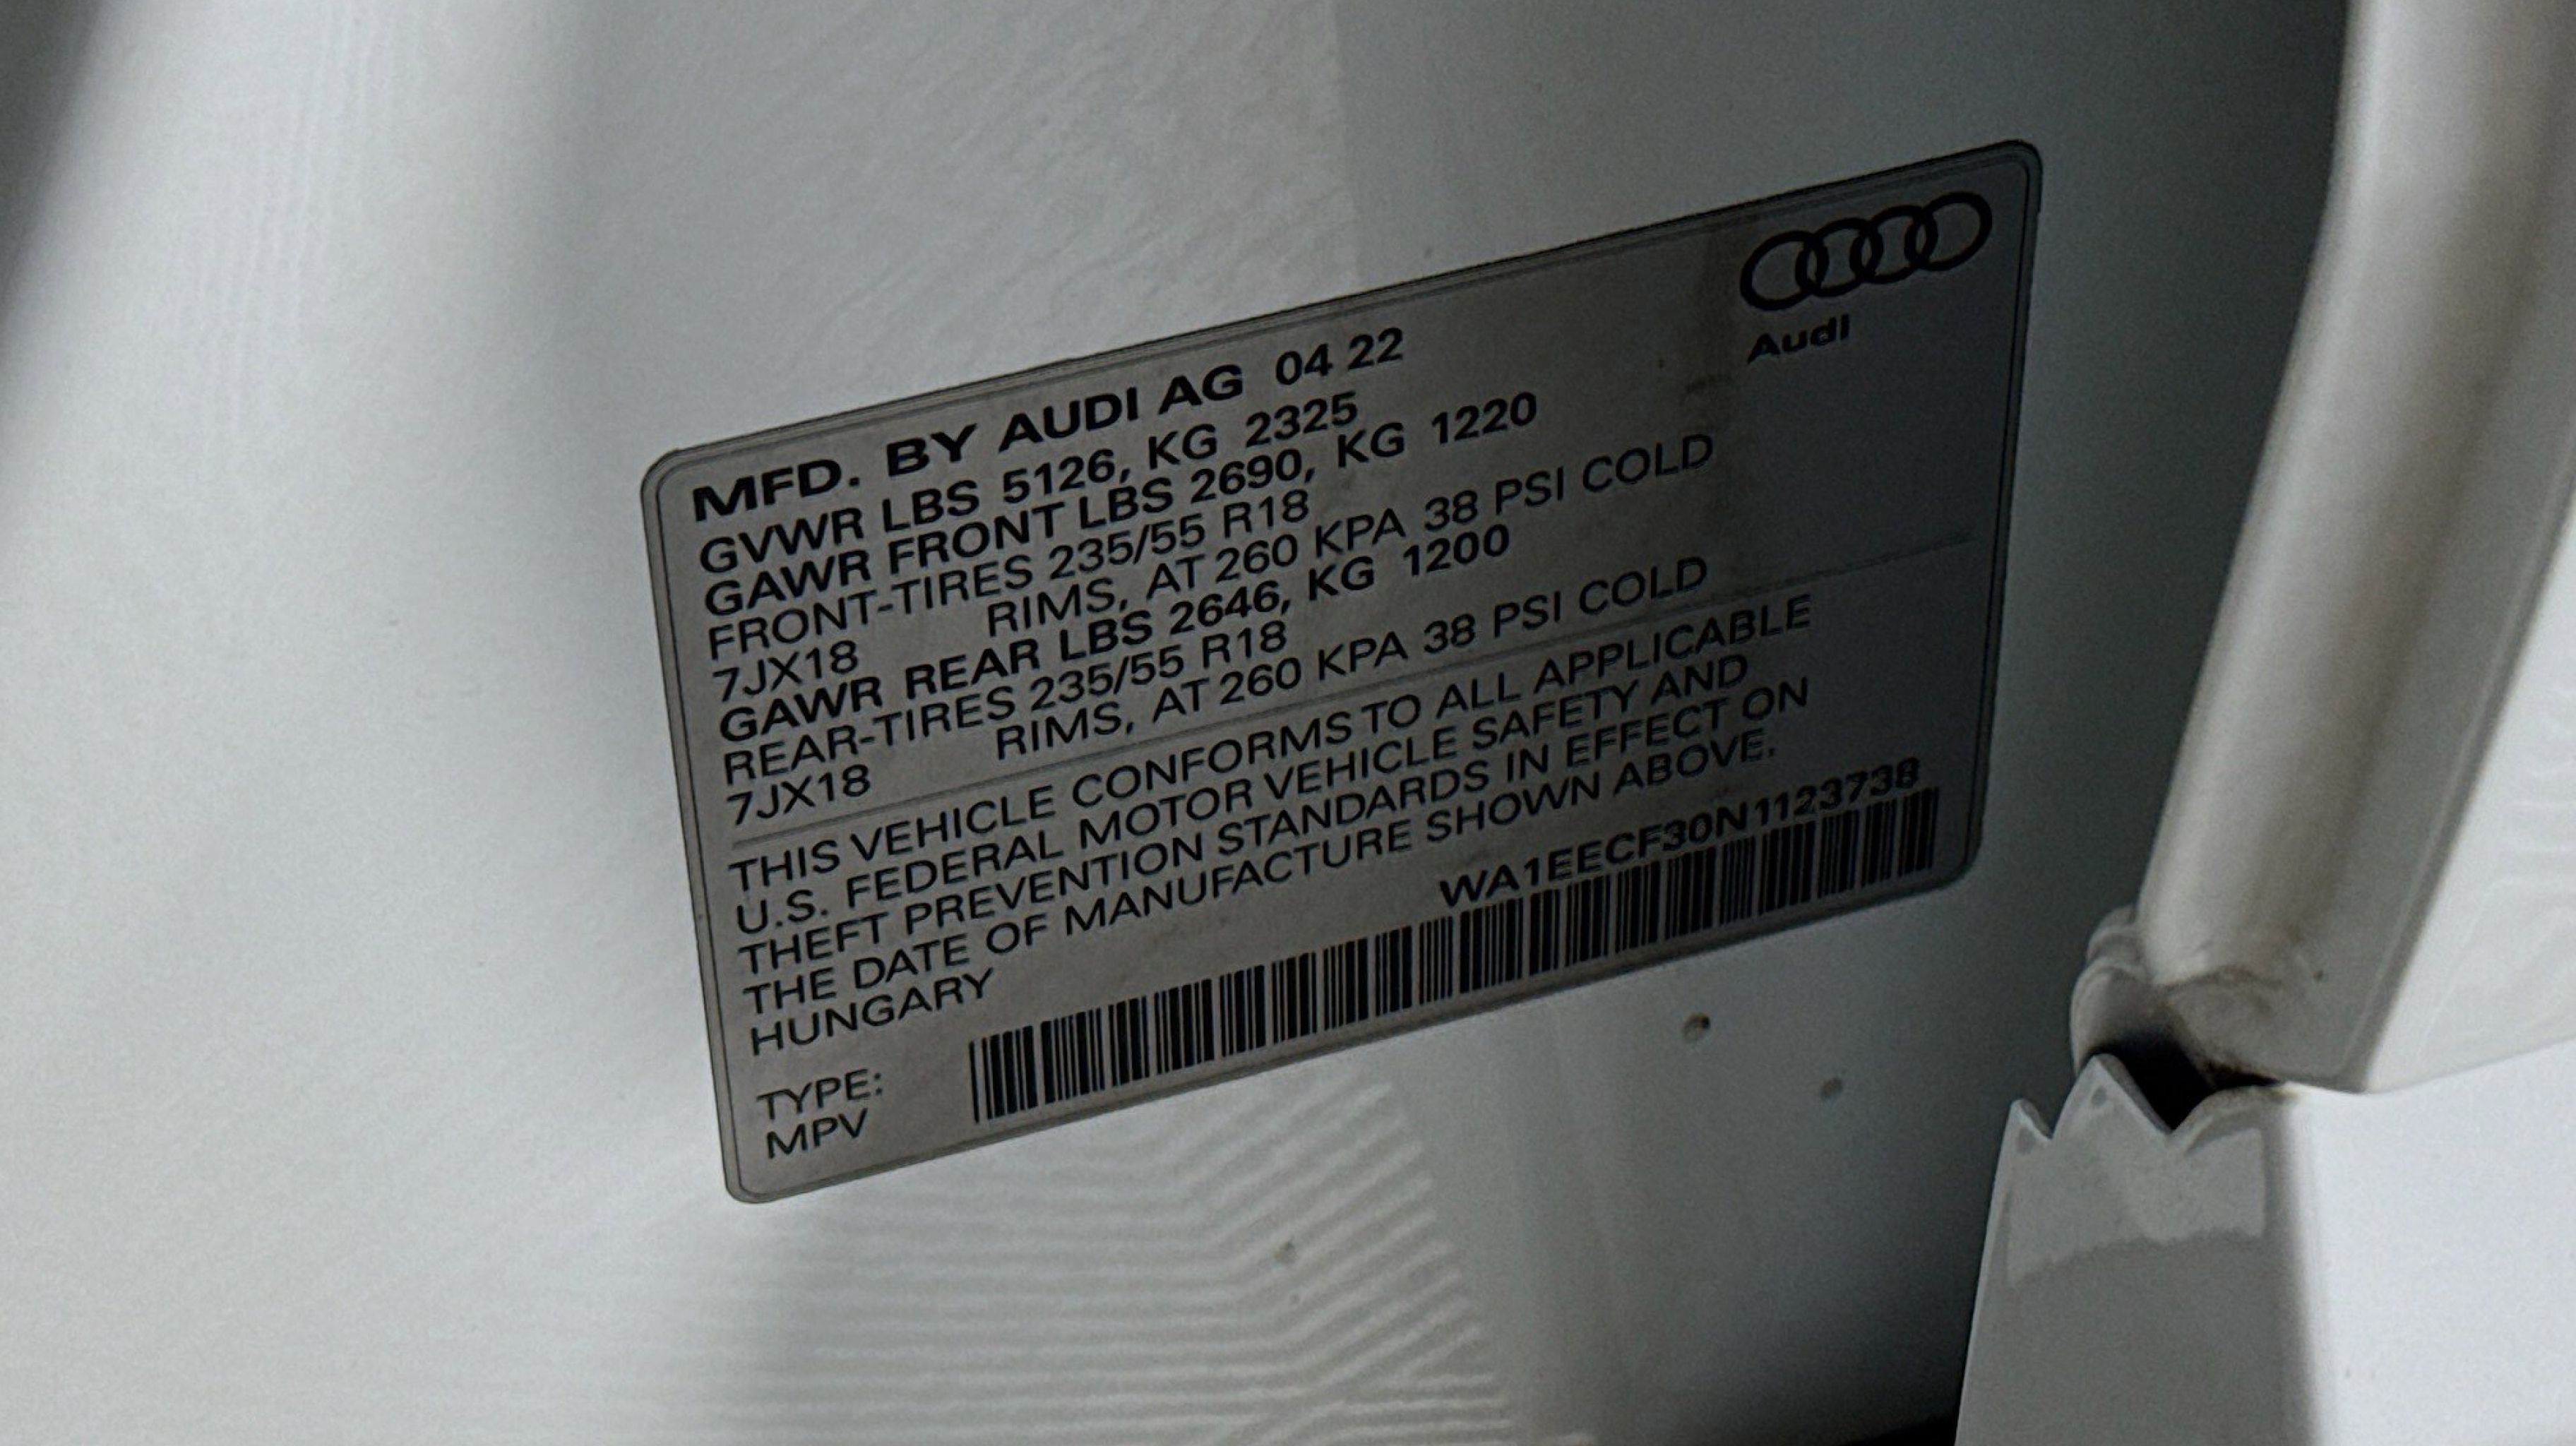 Audi
MFD. BY AUDI AG 04 22
GVWR LBS 5126, KG 2325
GAWR FRONT LBS 2690, KG 1220
FRONT-TIRES 235/55 R18
7JX18 RIMS, AT 260 KPA 38 PSI COLD
GAWR REAR LBS 2646, KG 1200
REAR-TIRES 235/55 R18
7JX18 RIMS, AT 260 KPA 38 PSI COLD
THIS VEHICLE CONFORMS TO ALL APPLICABLE
U.S. FEDERAL MOTOR VEHICLE SAFETY AND
THEFT PREVENTION STANDARDS IN EFFECT ON
THE DATE OF MANUFACTURE SHOWN ABOVE.
HUNGARY
WA1EECF30N1123738
TYPE:
MPV